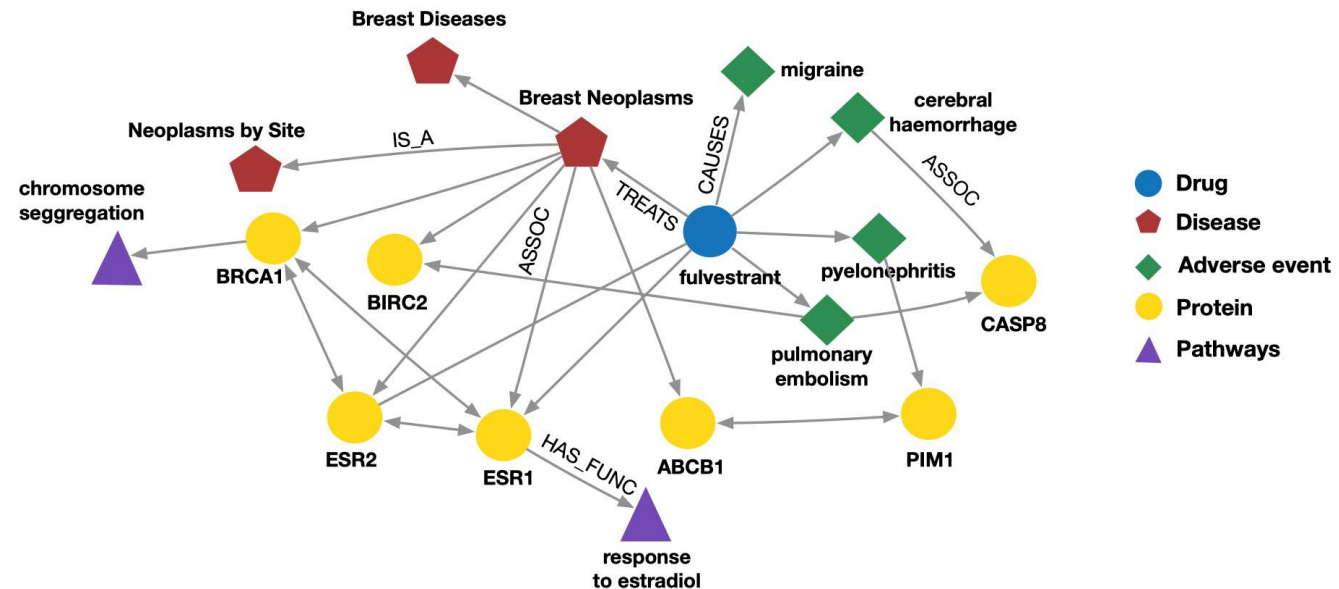 Breast Diseases
migraine
Breast Neoplasms
cerebral
haemorrhage
Neoplasms by Site
IS_A
CAUSES
ASSOC
TREATS
chromosome
seggregation
Drug
Disease
Adverse event
Protein
Pathways
ASSOC
BRCA1
BIRC2
fulvestrant
pyelonephritis
CASP8
pulmonary
embolism
ESR2
ESR1
HAS_FUNC
ABCB1
PIM1
response
to estradiol